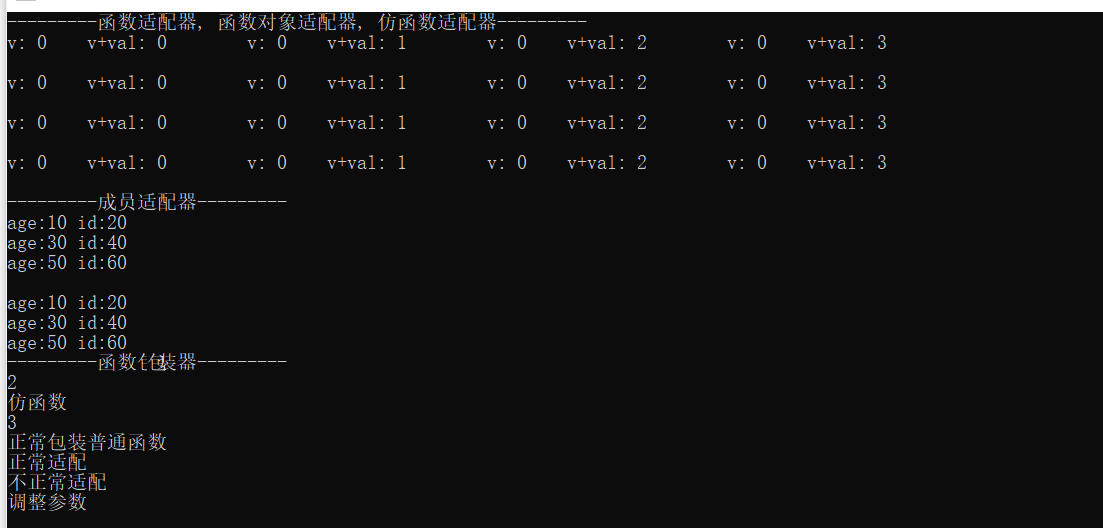 ---------函数适配器, 函数对象适配器, 仿函数适配器---------
v: 0    v+val: 0        v: 0    v+val: 1        v: 0    v+val: 2        v: 0    v+val: 3
v: 0    v+val: 0        v: 0    v+val: 1        v: 0    v+val: 2        v: 0    v+val: 3
v: 0    v+val: 0        v: 0    v+val: 1        v: 0    v+val: 2        v: 0    v+val: 3
v: 0    v+val: 0        v: 0    v+val: 1        v: 0    v+val: 2        v: 0    v+val: 3
---------成员适配器---------
age:10 id:20
age:30 id:40
age:50 id:60
age:10 id:20
age:30 id:40
age:50 id:60
---------函数包装器---------
2
仿函数
3
正常包装普通函数
正常适配
不正常适配
调整参数